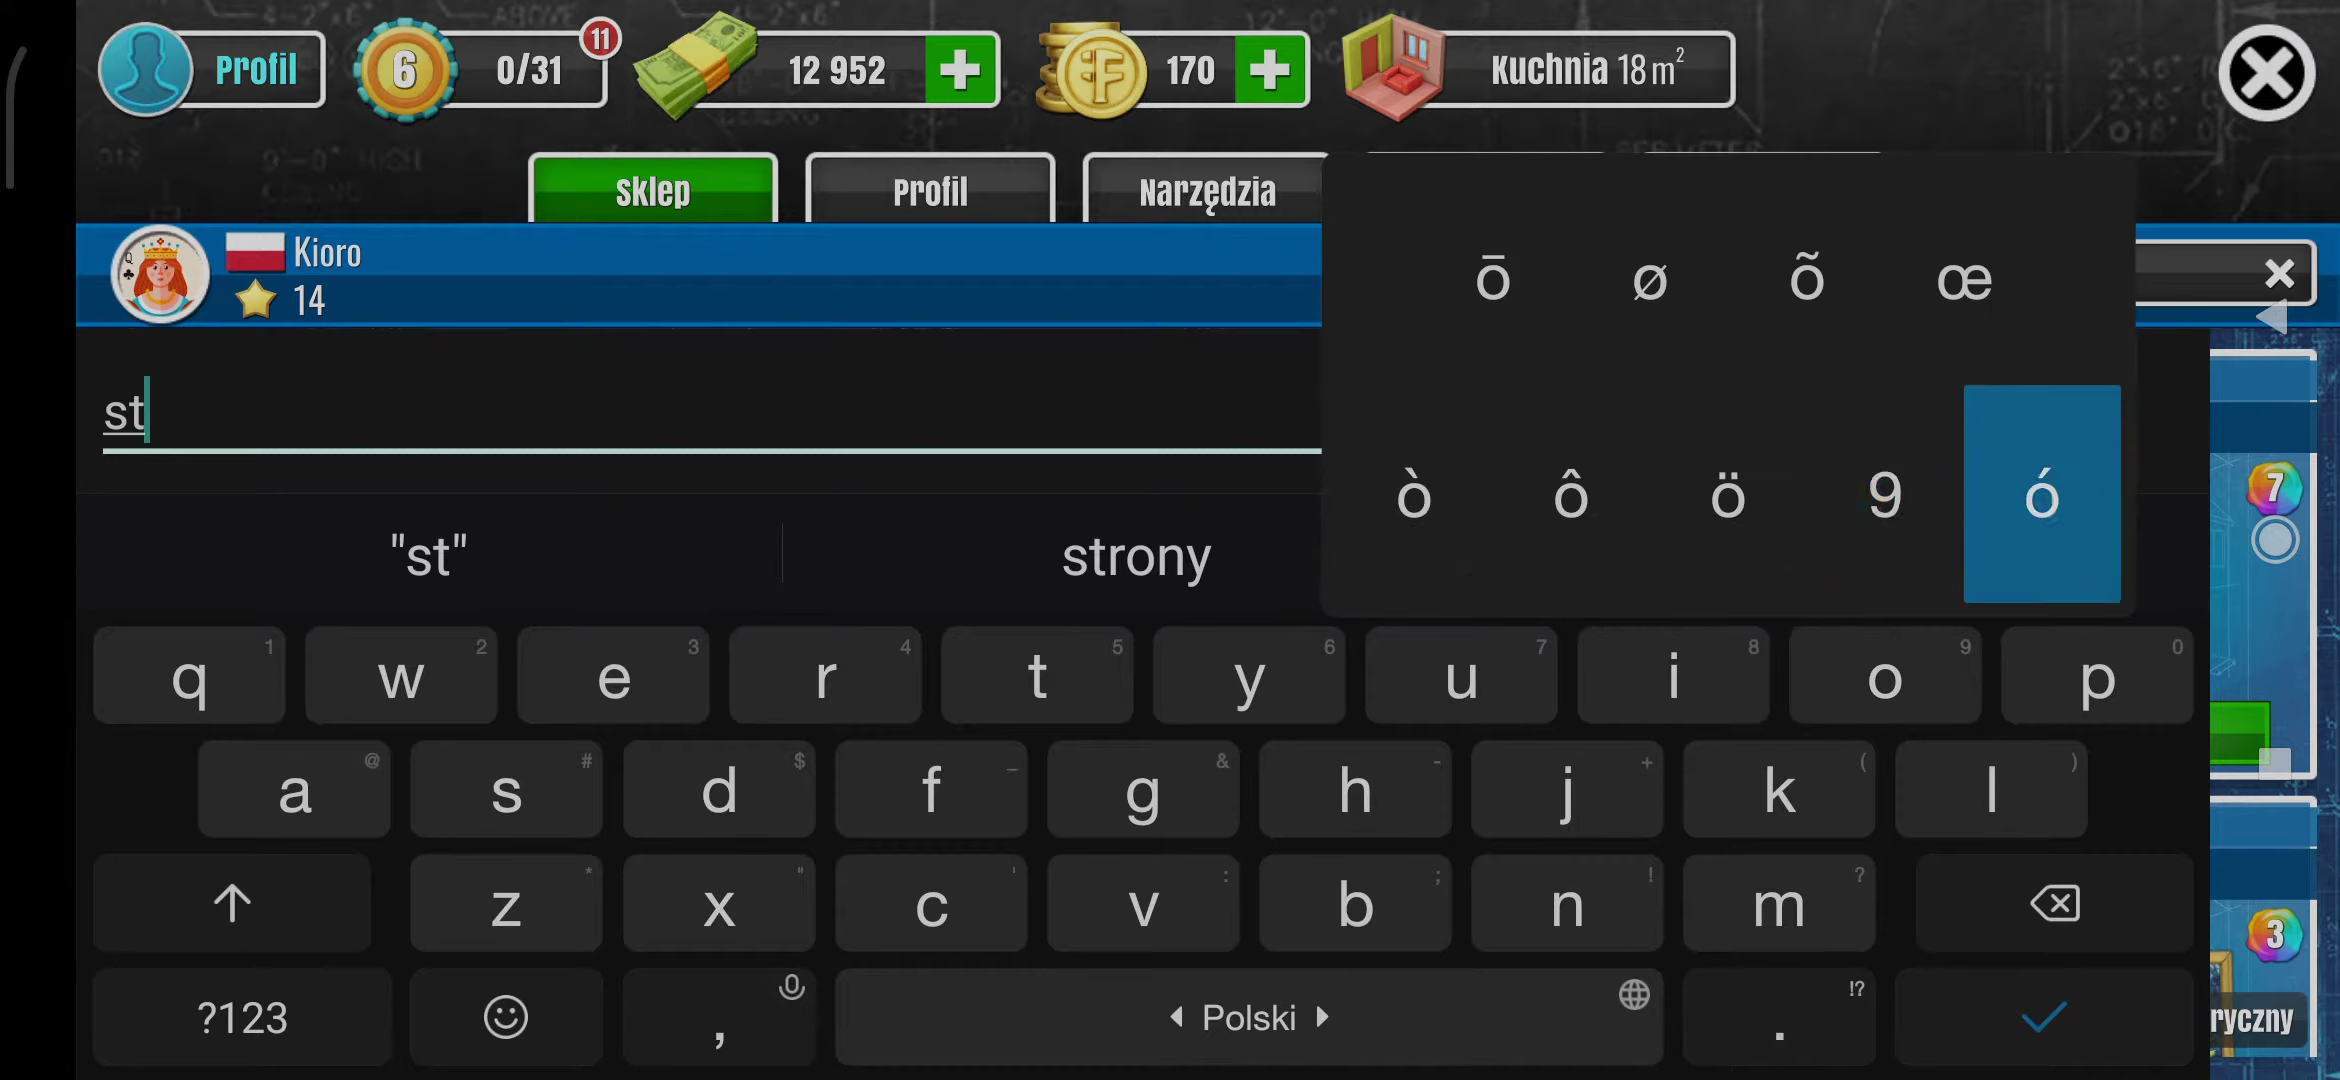 Profil
6
0/31
11
12 952
170
Kuchnia 18 m²
Sklep
Profil
Narzędzia
Kioro
14
ō ø õ œ
ò ô ö 9 ó
st
"st"
strony
7
q 1 w 2 e 3 r 4 t 5 y 6 u 7 i 8 o 9 p 0
a @ s # d $ f _ g & h - j + k ( l )
z * x " c ' v : b ; n ! m ?
3
?123 , Polski . !?
ryczny